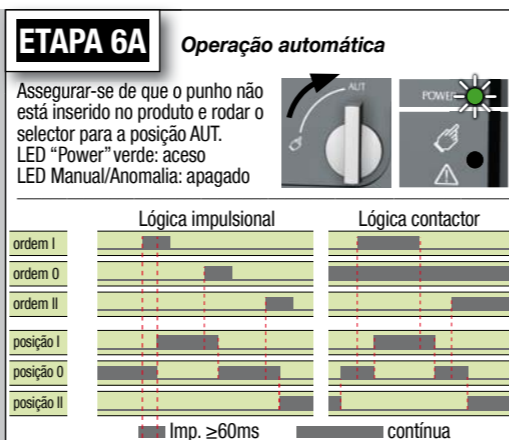 ETAPA 6A
Operação automática
Assegurar-se de que o punho não
está inserido no produto e rodar o
selector para a posição AUT.
LED “Power” verde: aceso
LED Manual/Anomalia: apagado
AUT
POWER
Lógica impulsional
Lógica contactor
ordem I
ordem 0
ordem II
posição I
posição 0
posição II
Imp. ≥60ms
contínua